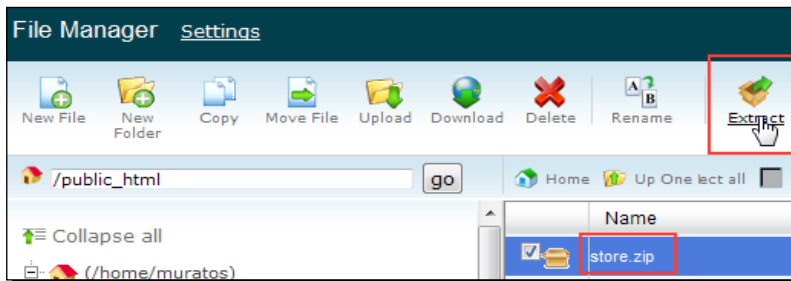 File Manager Settings
New File New Folder Copy Move File Upload Download Delete Rename Extract
A B
/public_html go Home Up One lect all
Name
Collapse all
store.zip
(/home/muratos)